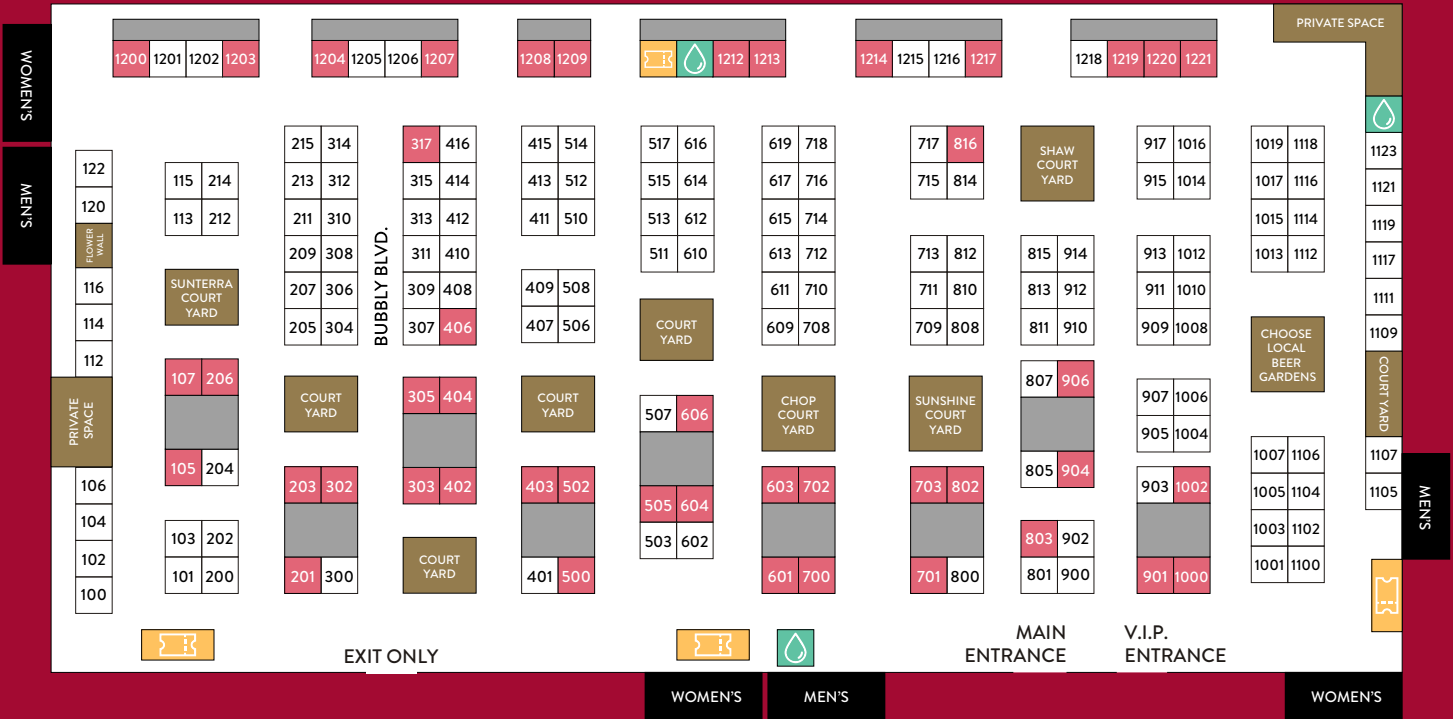 PRIVATE SPACE
WOMEN'S
1200 1201 1202 1203 1204 1205 1206 1207 1208 1209 1212 1213 1214 1215 1216 1217 1218 1219 1220 1221
MEN'S
215 314 317 416 415 514 517 616 619 718 717 816 SHAW
COURT
YARD 917 1016 1019 1118 1123
122 115 214 213 312 315 414 413 512 515 614 617 716 715 814 915 1014 1017 1116 1121
120 113 212 211 310 313 412 411 510 513 612 615 714 1015 1114 1119
FLOWER
WALL
209 308 311 410 511 610 613 712 713 812 815 914 913 1012 1013 1112 1117
BUBBLY BLVD.
116 SUNTERRA
COURT
YARD 207 306 309 408 409 508 611 710 711 810 813 912 911 1010 1111
114 205 304 307 406 407 506 COURT
YARD 609 708 709 808 811 910 909 1008 CHOOSE
LOCAL
BEER
GARDENS 1109
112 107 206 807 906
PRIVATE
SPACE
COURT
YARD 305 404 COURT
YARD 507 606 CHOP
COURT
YARD SUNSHINE
COURT
YARD 907 1006 COURT YARD
905 1004
105 204 805 904 1007 1106 1107
106 203 302 303 402 403 502 505 604 603 702 703 802 903 1002 1005 1104 1105
MEN'S
104 103 202 503 602 803 902 1003 1102
102 101 200 201 300 COURT
YARD 401 500 601 700 701 800 801 900 901 1000 1001 1100
100
EXIT ONLY
MAIN
ENTRANCE
V.I.P.
ENTRANCE
WOMEN'S
MEN'S
WOMEN'S